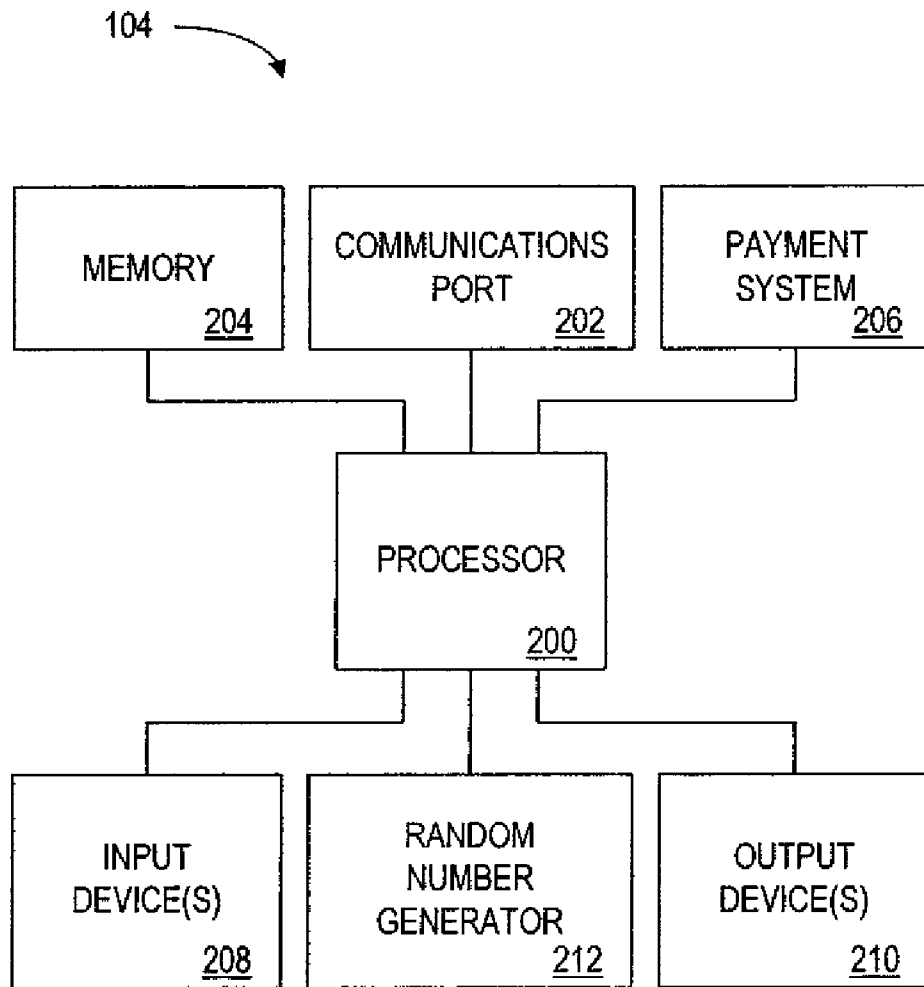 104
MEMORY
204
COMMUNICATIONS
PORT
202
PAYMENT
SYSTEM
206
PROCESSOR
200
INPUT
DEVICE(S)
208
RANDOM
NUMBER
GENERATOR
212
OUTPUT
DEVICE(S)
210